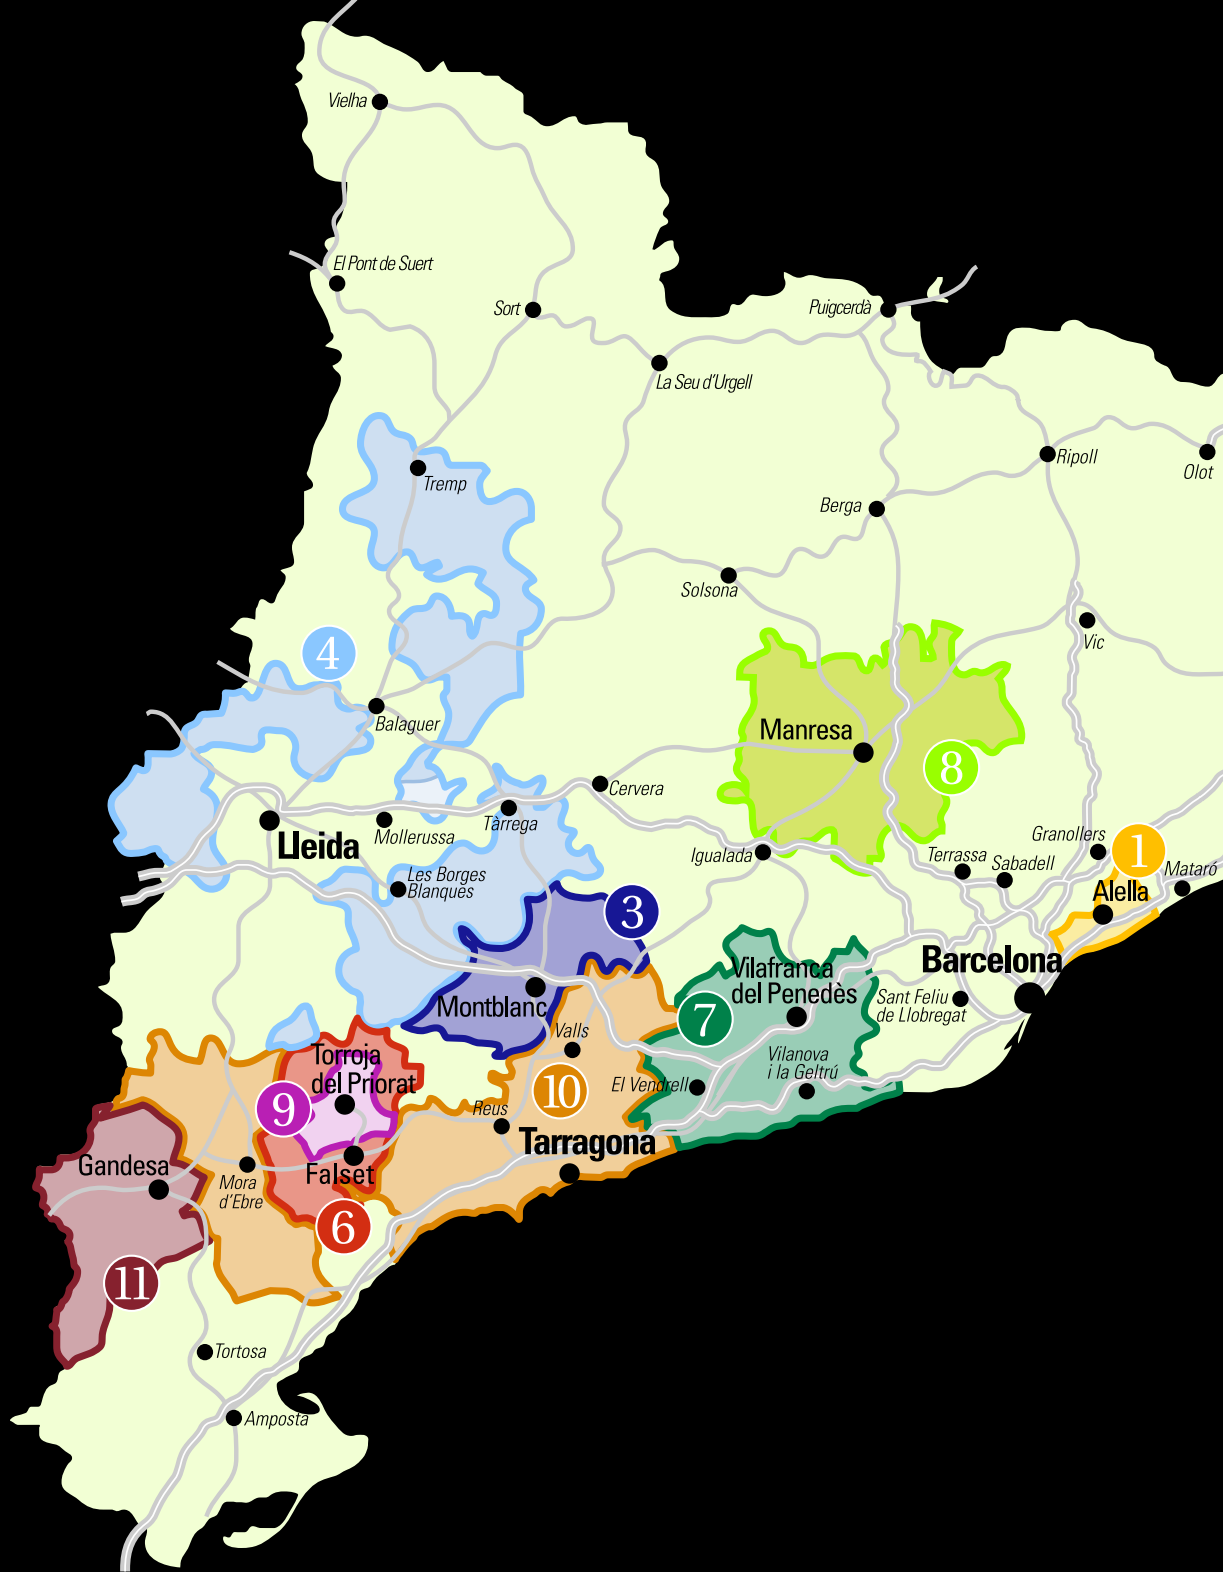 Vielha
El Pont de Suert
Sort
Puigcerdà
La Seu d'Urgell
Tremp
Ripoll
Olot
Berga
Solsona
Vic
4
Balaguer
Manresa
8
Cervera
Tàrrega
Mollerussa
Lleida
Igualada
Granollers
1
Terrassa
Sabadell
Mataró
Les Borges
Blanques
Alella
3
Barcelona
Vilafranca
del Penedès
Montblanc
7
Sant Feliu
de Llobregat
Valls
Vilanova
i la Geltrú
Torroja
del Priorat
10
El Vendrell
9
Reus
Tarragona
Gandesa
Falset
Mora
d'Ebre
6
11
Tortosa
Amposta